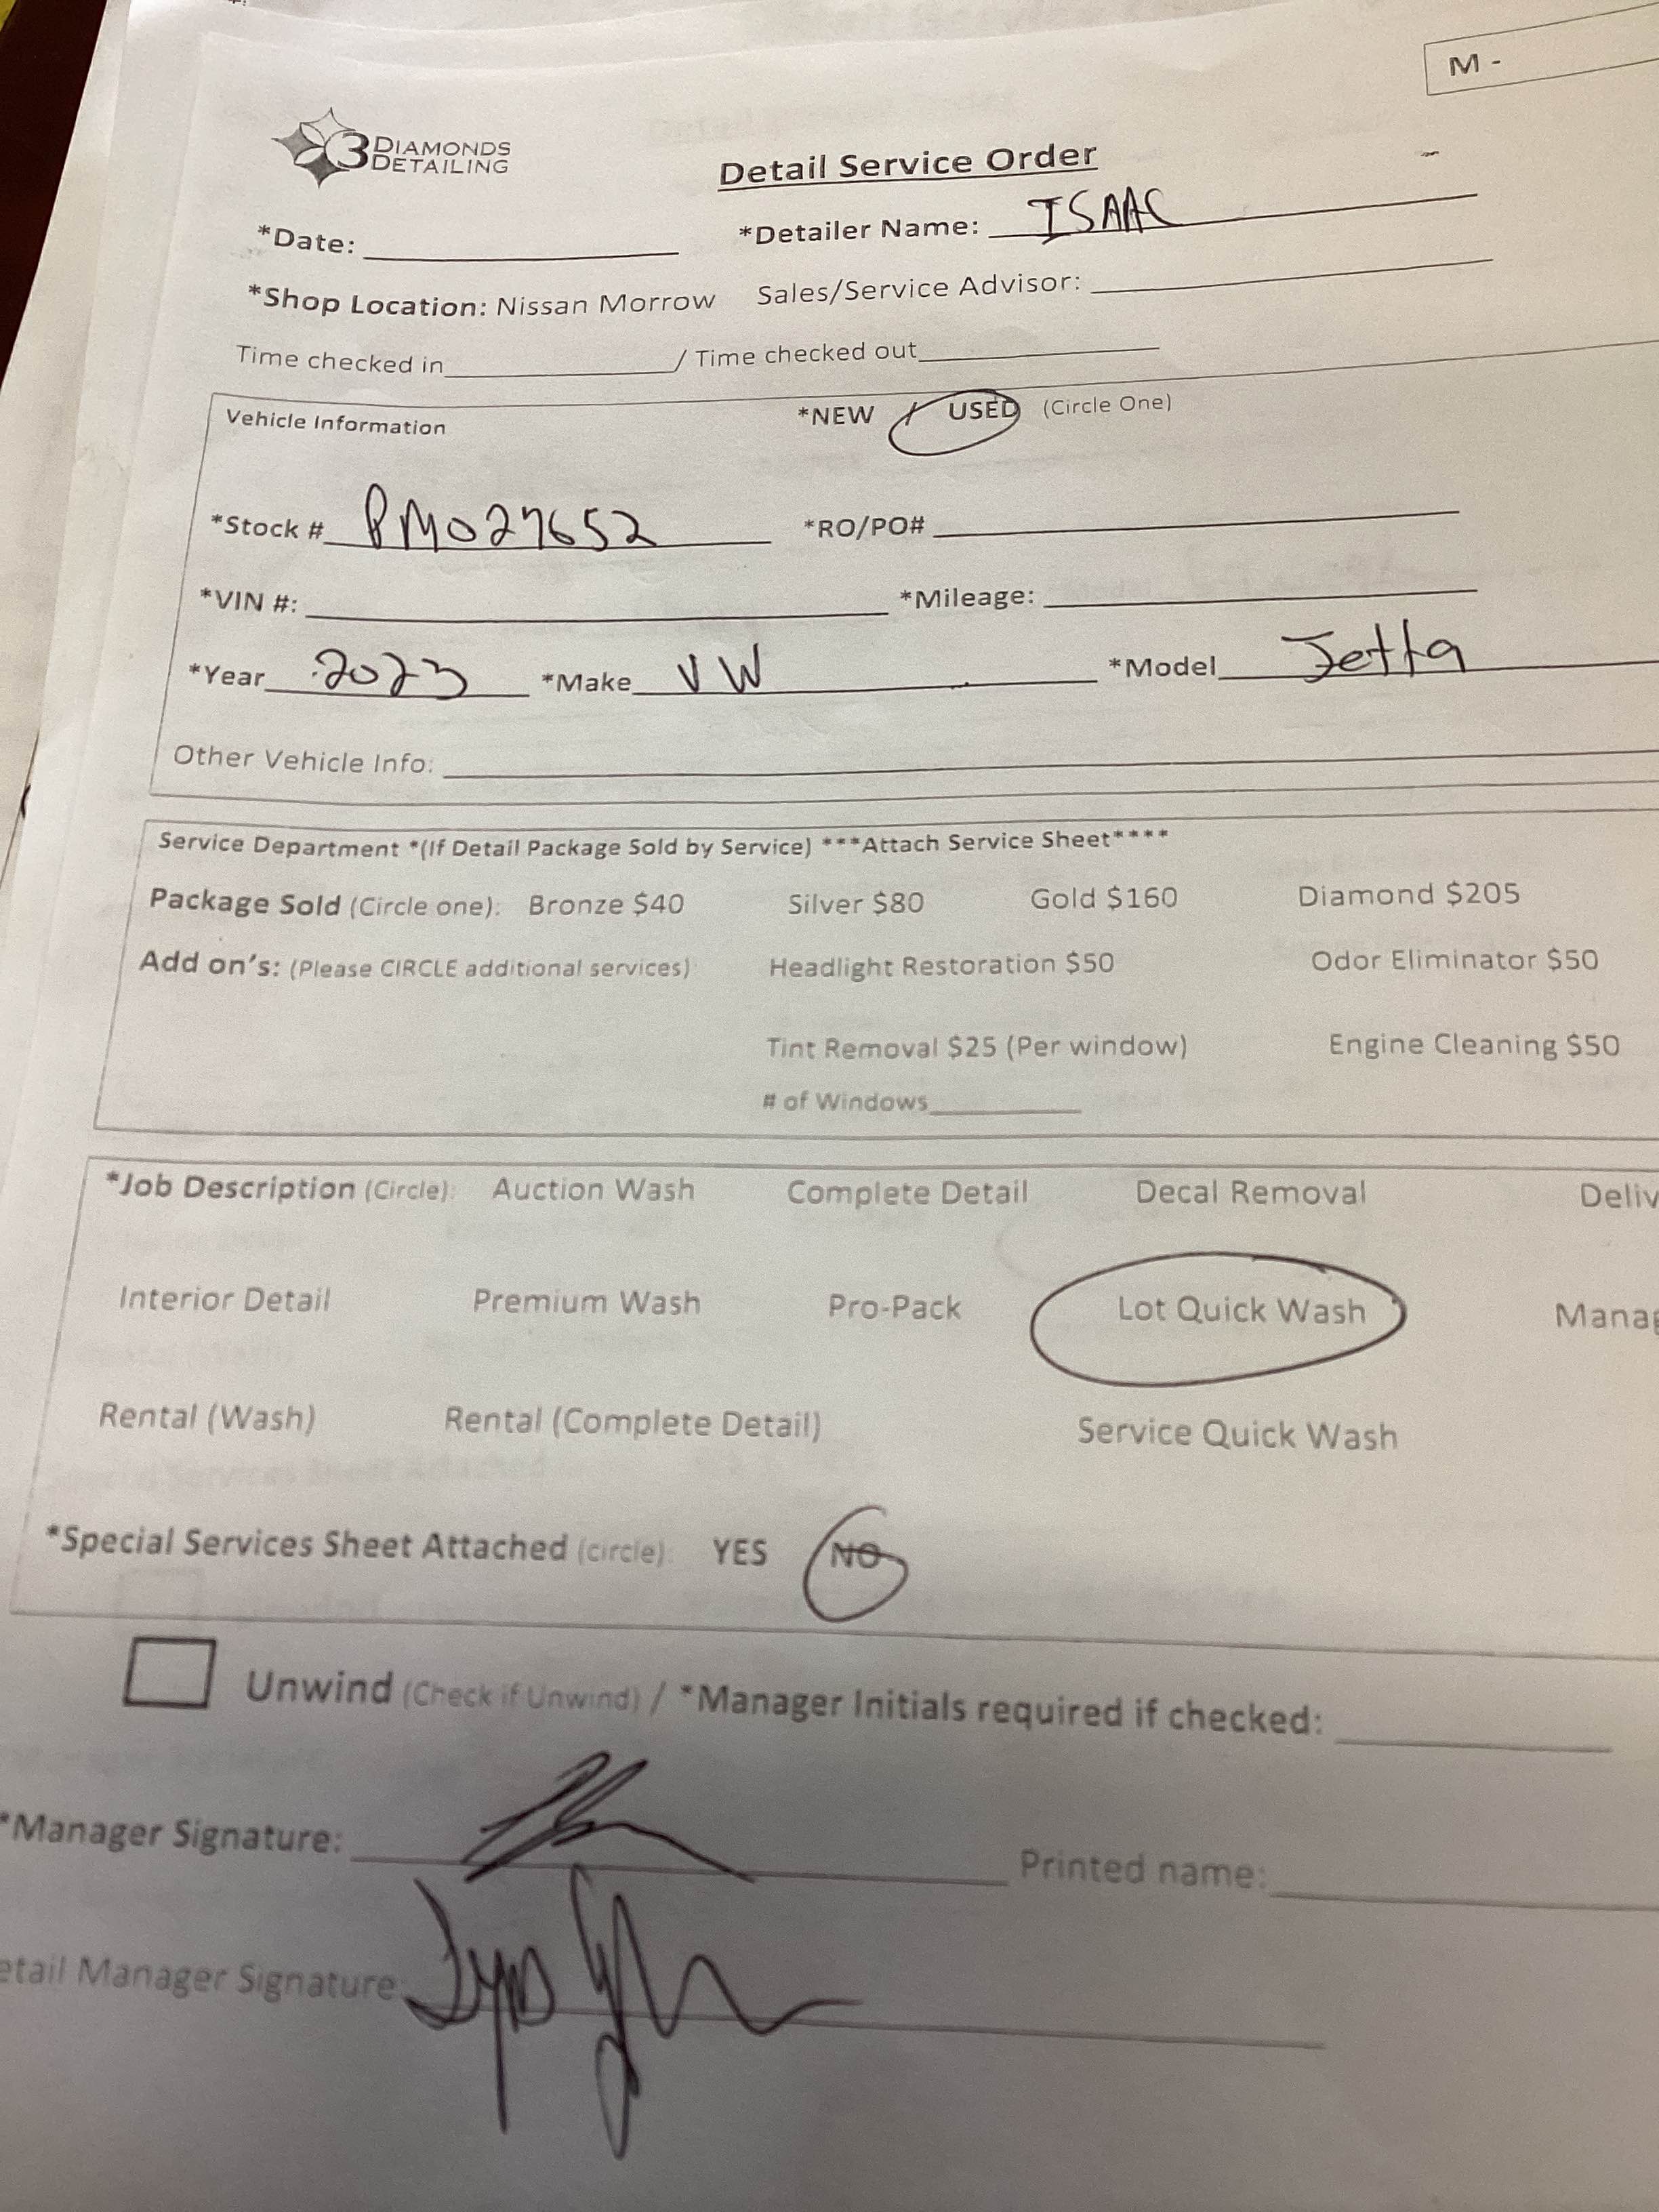 M -
3 DIAMONDS DETAILING
Detail Service Order
*Date: *Detailer Name: ISAAC
*Shop Location: Nissan Morrow Sales/Service Advisor:
Time checked in / Time checked out
Vehicle Information *NEW / USED (Circle One)
*Stock # PM027652 *RO/PO#
*VIN #: *Mileage:
*Year 2023 *Make VW *Model Jetta
Other Vehicle Info:
Service Department *(If Detail Package Sold by Service) ***Attach Service Sheet****
Package Sold (Circle one): Bronze $40 Silver $80 Gold $160 Diamond $205
Add on's: (Please CIRCLE additional services): Headlight Restoration $50 Odor Eliminator $50
Tint Removal $25 (Per window) Engine Cleaning $50
# of Windows
*Job Description (Circle): Auction Wash Complete Detail Decal Removal Deliv
Interior Detail Premium Wash Pro-Pack Lot Quick Wash Manag
Rental (Wash) Rental (Complete Detail) Service Quick Wash
*Special Services Sheet Attached (circle): YES NO
Unwind (Check if Unwind) / *Manager Initials required if checked:
*Manager Signature: Printed name:
etail Manager Signature: